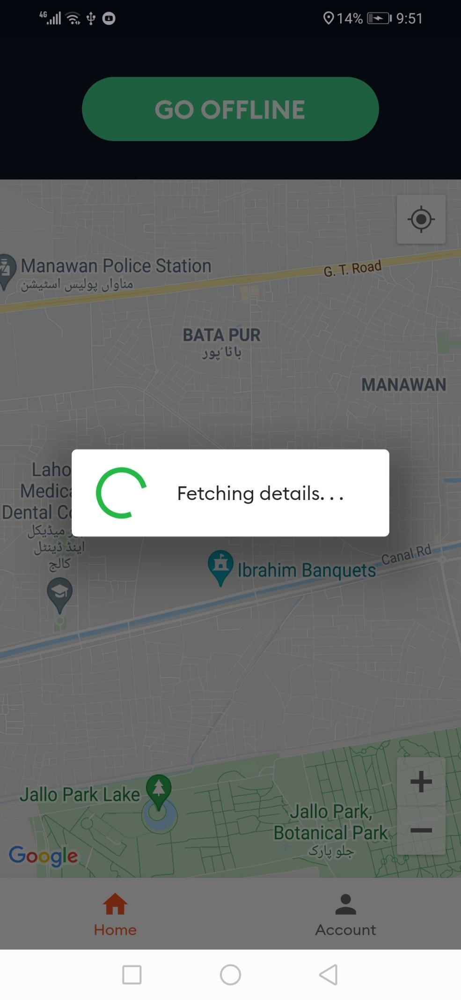 4G
14%
9:51
GO OFFLINE
Manawan Police Station
مناواں پولیس اسٹیشن
G. T. Road
BATA PUR
باٹا پُور
MANAWAN
Laho
Medica
Dental Co
میڈیکل
اینڈ ڈینٹل
کالج
Fetching details. . .
Canal Rd
Ibrahim Banquets
Jallo Park Lake
Jallo Park,
Botanical Park
جلو پارک
Google
Home
Account